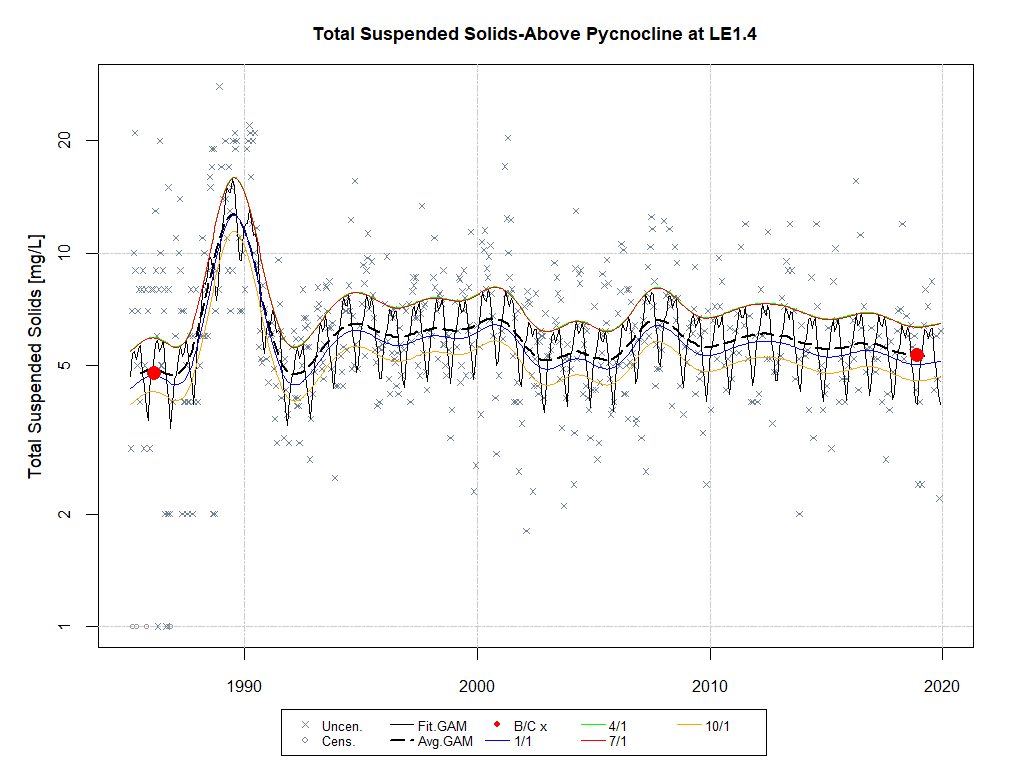 Total Suspended Solids-Above Pycnocline at LE1.4
Total Suspended Solids [mg/L]
20
10
5
2
1
1990 2000 2010 2020
Uncen. Fit.GAM B/C x 4/1 10/1
Cens. Avg.GAM 1/1 7/1